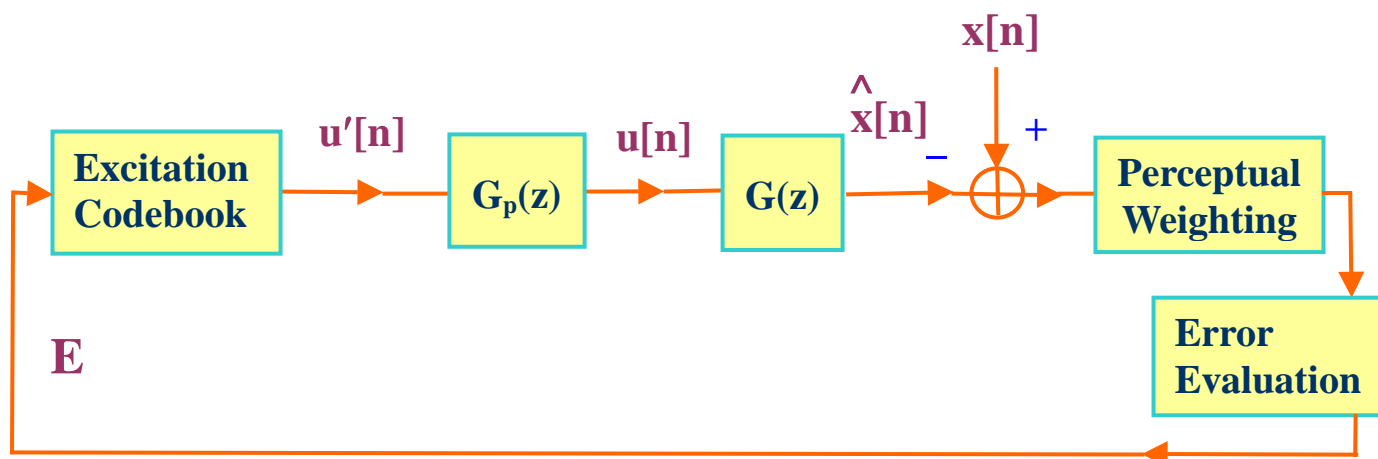 x[n]
^
x[n]
u′[n]
u[n]
− +
Excitation
Codebook
Gₚ(z)
G(z)
Perceptual
Weighting
Error
Evaluation
E